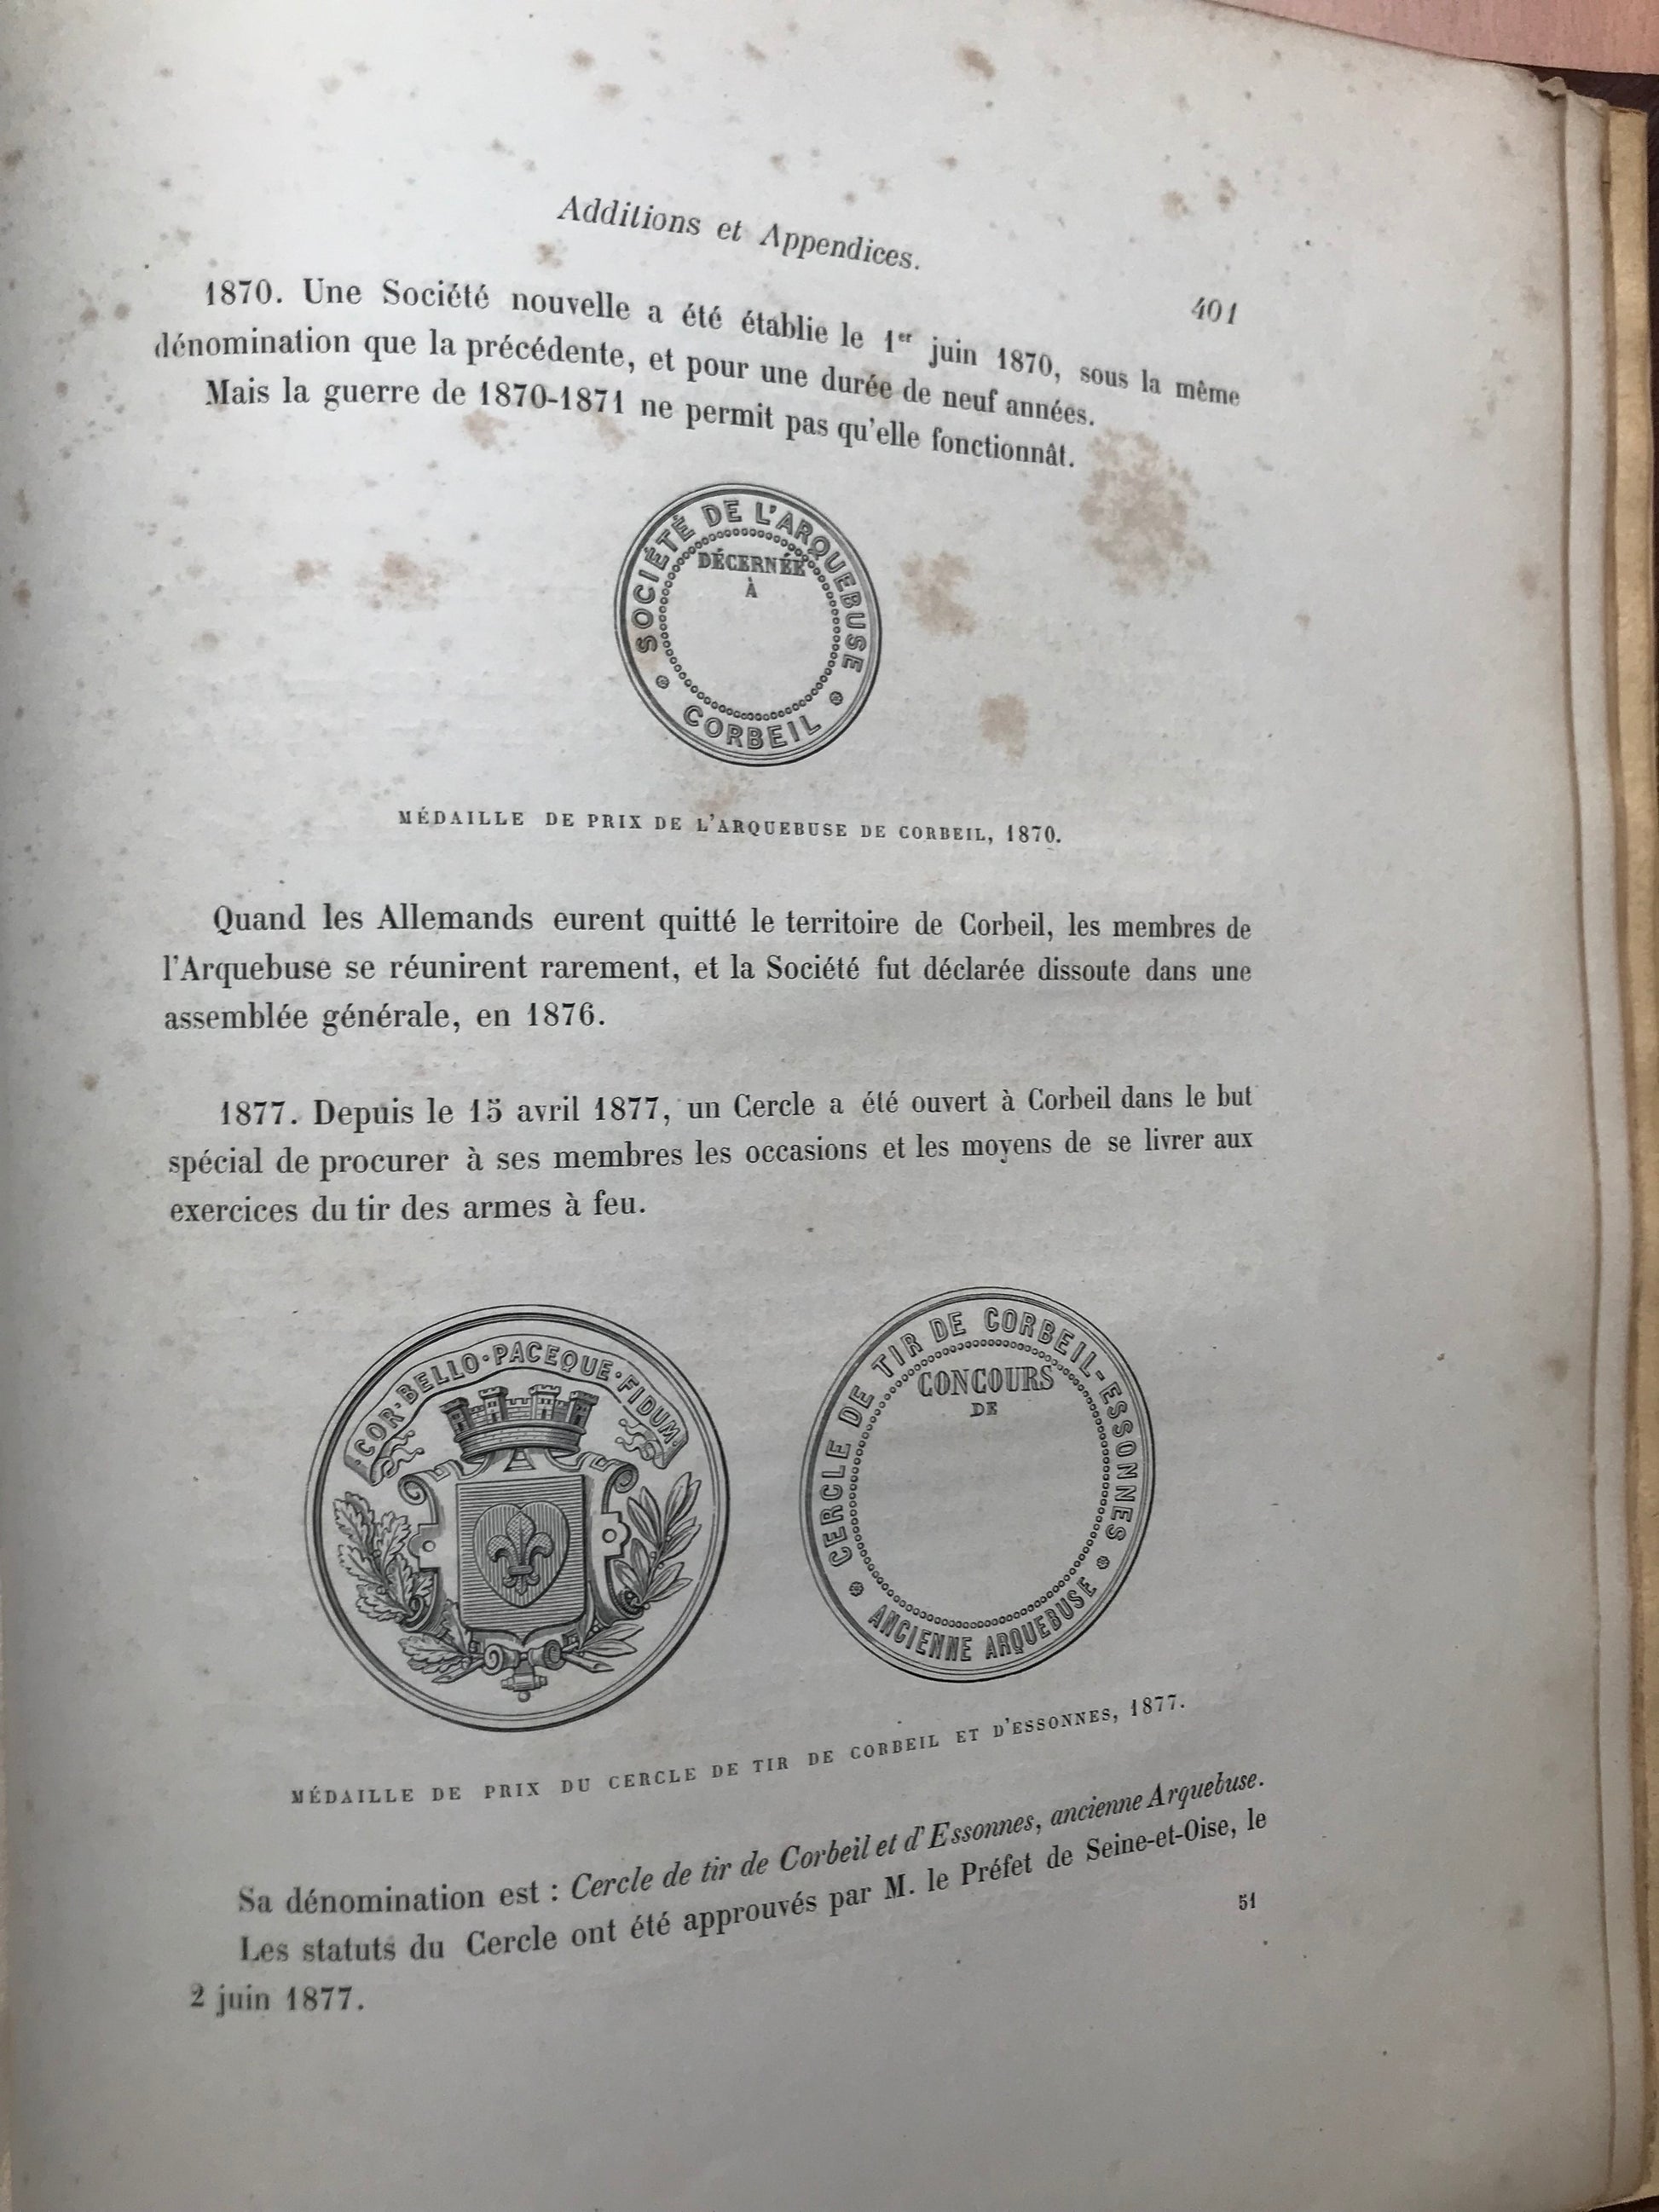 Additions et Appendices.
401
1870. Une Société nouvelle a été établie le 1er juin 1870, sous la même
dénomination que la précédente, et pour une durée de neuf années.
Mais la guerre de 1870-1871 ne permit pas qu'elle fonctionnât.
SOCIÉTÉ DE L'ARQUEBUSE
DÉCERNÉE
À
CORBEIL
MÉDAILLE DE PRIX DE L'ARQUEBUSE DE CORBEIL, 1870.
Quand les Allemands eurent quitté le territoire de Corbeil, les membres de
l'Arquebuse se réunirent rarement, et la Société fut déclarée dissoute dans une
assemblée générale, en 1876.
1877. Depuis le 15 avril 1877, un Cercle a été ouvert à Corbeil dans le but
spécial de procurer à ses membres les occasions et les moyens de se livrer aux
exercices du tir des armes à feu.
COR·BELLO·PACEQUE·FIDUM·
CERCLE DE TIR DE CORBEIL-ESSONNES
CONCOURS
DE
ANCIENNE ARQUEBUSE
MÉDAILLE DE PRIX DU CERCLE DE TIR DE CORBEIL ET D'ESSONNES, 1877.
Sa dénomination est : Cercle de tir de Corbeil et d'Essonnes, ancienne Arquebuse.
Les statuts du Cercle ont été approuvés par M. le Préfet de Seine-et-Oise, le
2 juin 1877.
51